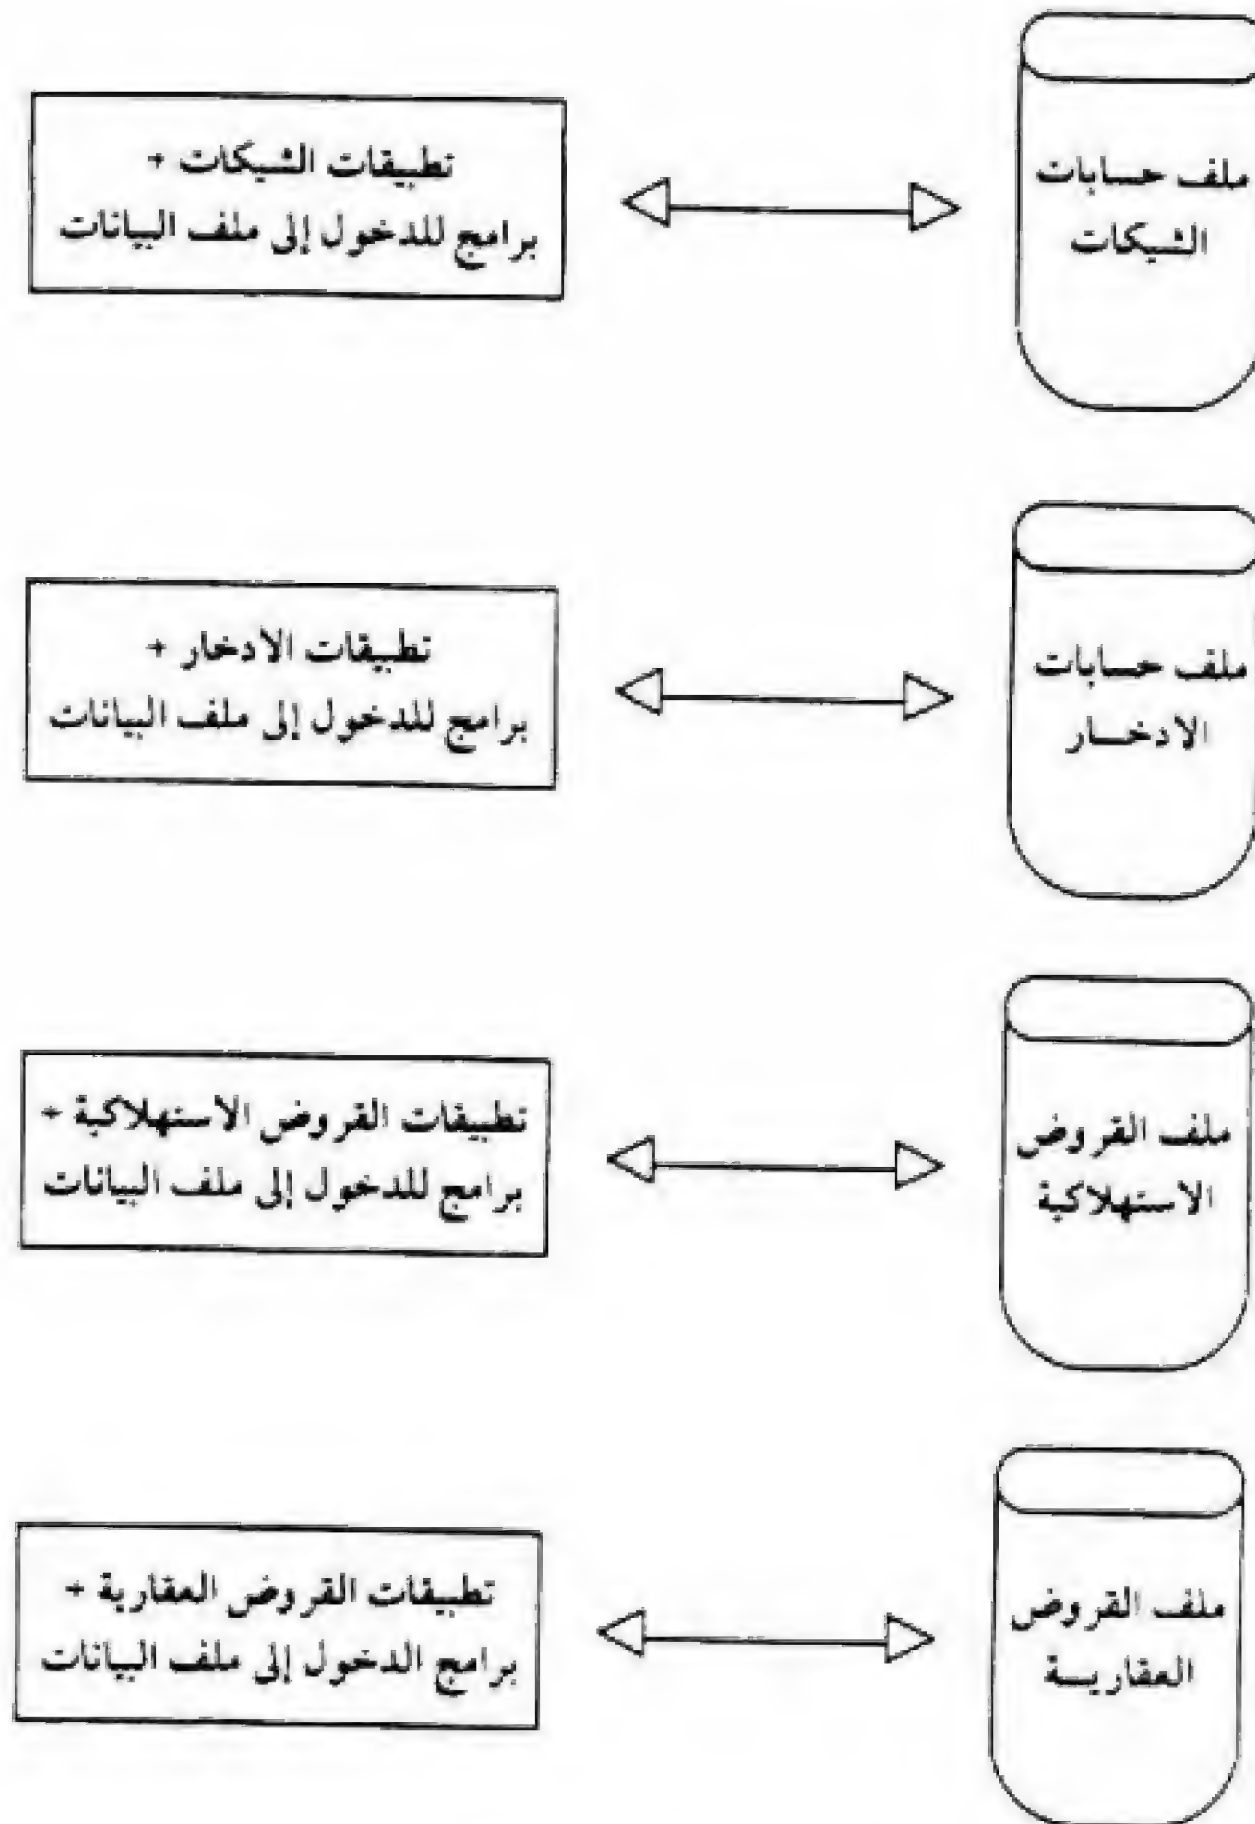 ملف حسابات
الشيكات
تطبيقات الشيكات +
برامج للدخول إلى ملف البيانات
ملف حسابات
الادخــار
تطبيقات الادخار +
برامج للدخول إلى ملف البيانات
ملف القروض
الاستهلاكية
تطبيقات القروض الاستهلاكية +
برامج للدخول إلى ملف البيانات
ملف القروض
العقاريــة
تطبيقات القروض العقارية +
برامج الدخول إلى ملف البيانات